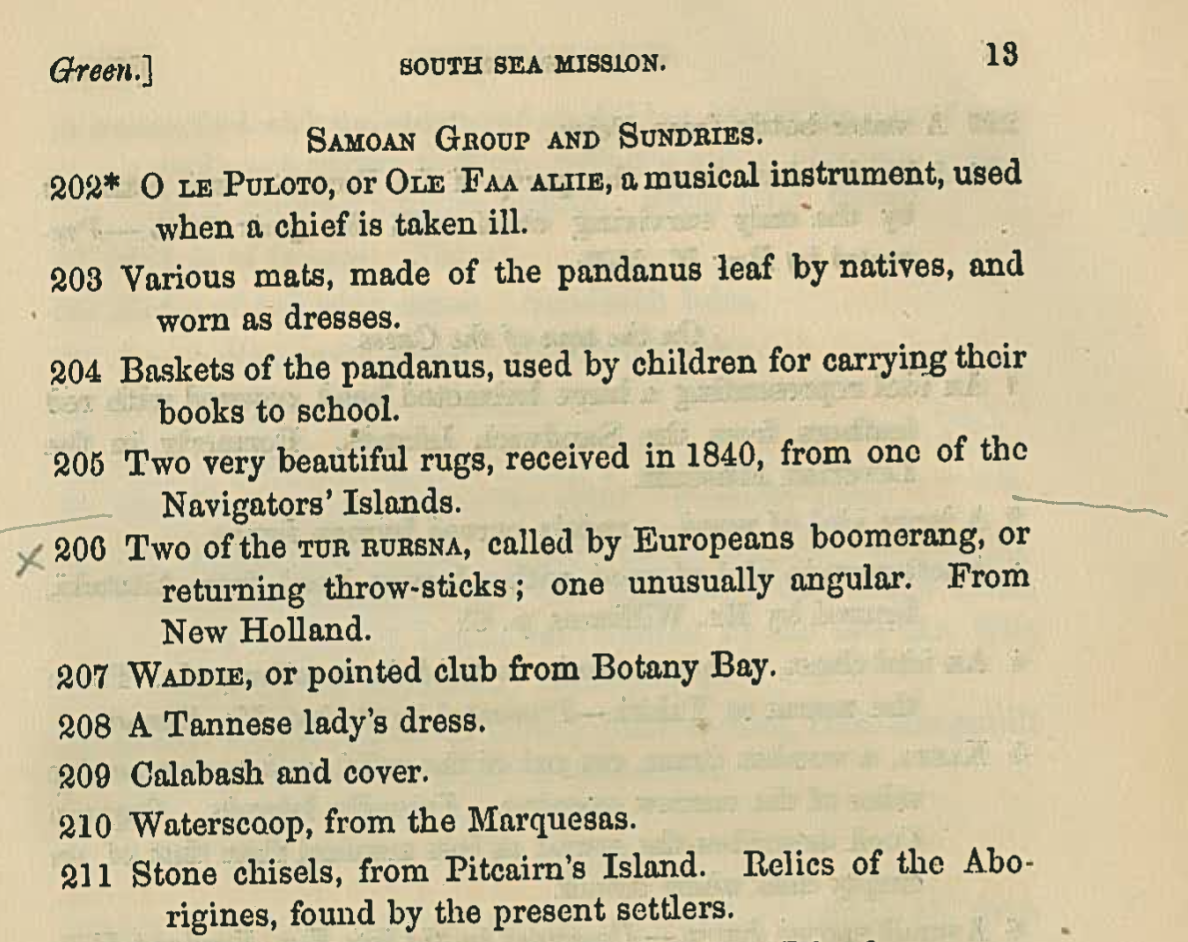 Green.] SOUTH SEA MISSION. 13
SAMOAN GROUP AND SUNDRIES.
202* O LE PULOTO, or OLE FAA ALIIE, a musical instrument, used
when a chief is taken ill.
203 Various mats, made of the pandanus leaf by natives, and
worn as dresses.
204 Baskets of the pandanus, used by children for carrying their
books to school.
205 Two very beautiful rugs, received in 1840, from one of the
Navigators' Islands.
206 Two of the TUR RURSNA, called by Europeans boomerang, or
returning throw-sticks; one unusually angular. From
New Holland.
207 WADDIE, or pointed club from Botany Bay.
208 A Tannese lady's dress.
209 Calabash and cover.
210 Waterscoop, from the Marquesas.
211 Stone chisels, from Pitcairn's Island. Relics of the Abo-
rigines, found by the present settlers.